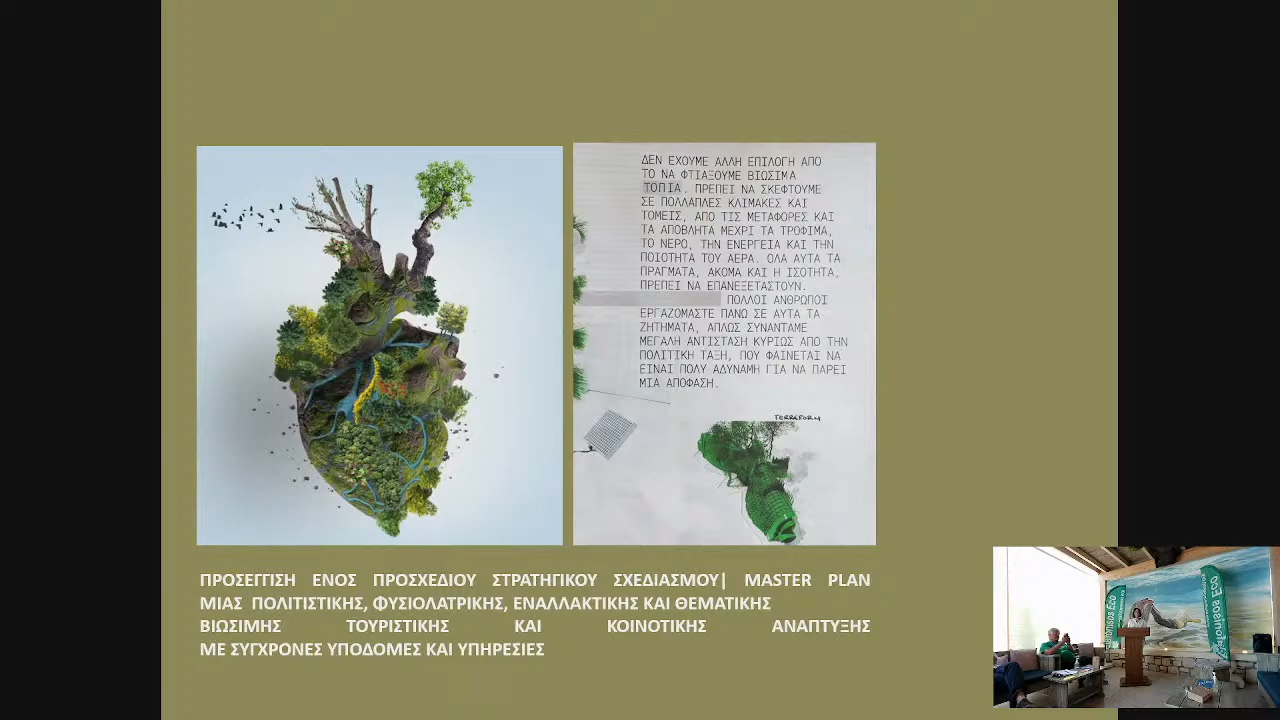 ΔΕΝ ΕΧΟΥΜΕ ΑΛΛΗ ΕΠΙΛΟΓΗ ΑΠΟ
ΤΟ ΝΑ ΦΤΙΑΞΟΥΜΕ ΒΙΩΣΙΜΑ
ΤΟΠΙΑ. ΠΡΕΠΕΙ ΝΑ ΣΚΕΦΤΟΥΜΕ
ΣΕ ΠΟΛΛΑΠΛΕΣ ΚΛΙΜΑΚΕΣ ΚΑΙ
ΤΟΜΕΙΣ, ΑΠΟ ΤΙΣ ΜΕΤΑΦΟΡΕΣ ΚΑΙ
ΤΑ ΑΠΟΒΛΗΤΑ ΜΕΧΡΙ ΤΑ ΤΡΟΦΙΜΑ,
ΤΟ ΝΕΡΟ, ΤΗΝ ΕΝΕΡΓΕΙΑ ΚΑΙ ΤΗΝ
ΠΟΙΟΤΗΤΑ ΤΟΥ ΑΕΡΑ. ΟΛΑ ΑΥΤΑ ΤΑ
ΠΡΑΓΜΑΤΑ, ΑΚΟΜΑ ΚΑΙ Η ΙΣΟΤΗΤΑ,
ΠΡΕΠΕΙ ΝΑ ΕΠΑΝΕΞΕΤΑΣΤΟΥΝ.
ΠΟΛΛΟΙ ΑΝΘΡΩΠΟΙ
ΕΡΓΑΖΟΜΑΣΤΕ ΠΑΝΩ ΣΕ ΑΥΤΑ ΤΑ
ΖΗΤΗΜΑΤΑ, ΑΠΛΩΣ ΣΥΝΑΝΤΑΜΕ
ΜΕΓΑΛΗ ΑΝΤΙΣΤΑΣΗ ΚΥΡΙΩΣ ΑΠΟ ΤΗΝ
ΠΟΛΙΤΙΚΗ ΤΑΞΗ, ΠΟΥ ΦΑΙΝΕΤΑΙ ΝΑ
ΕΙΝΑΙ ΠΟΛΥ ΑΔΥΝΑΜΗ ΓΙΑ ΝΑ ΠΑΡΕΙ
ΜΙΑ ΑΠΟΦΑΣΗ.
TERREFORM
ΠΡΟΣΕΓΓΙΣΗ ΕΝΟΣ ΠΡΟΣΧΕΔΙΟΥ ΣΤΡΑΤΗΓΙΚΟΥ ΣΧΕΔΙΑΣΜΟΥ| MASTER PLAN
ΜΙΑΣ ΠΟΛΙΤΙΣΤΙΚΗΣ, ΦΥΣΙΟΛΑΤΡΙΚΗΣ, ΕΝΑΛΛΑΚΤΙΚΗΣ ΚΑΙ ΘΕΜΑΤΙΚΗΣ
ΒΙΩΣΙΜΗΣ ΤΟΥΡΙΣΤΙΚΗΣ ΚΑΙ ΚΟΙΝΟΤΙΚΗΣ ΑΝΑΠΤΥΞΗΣ
ΜΕ ΣΥΓΧΡΟΝΕΣ ΥΠΟΔΟΜΕΣ ΚΑΙ ΥΠΗΡΕΣΙΕΣ